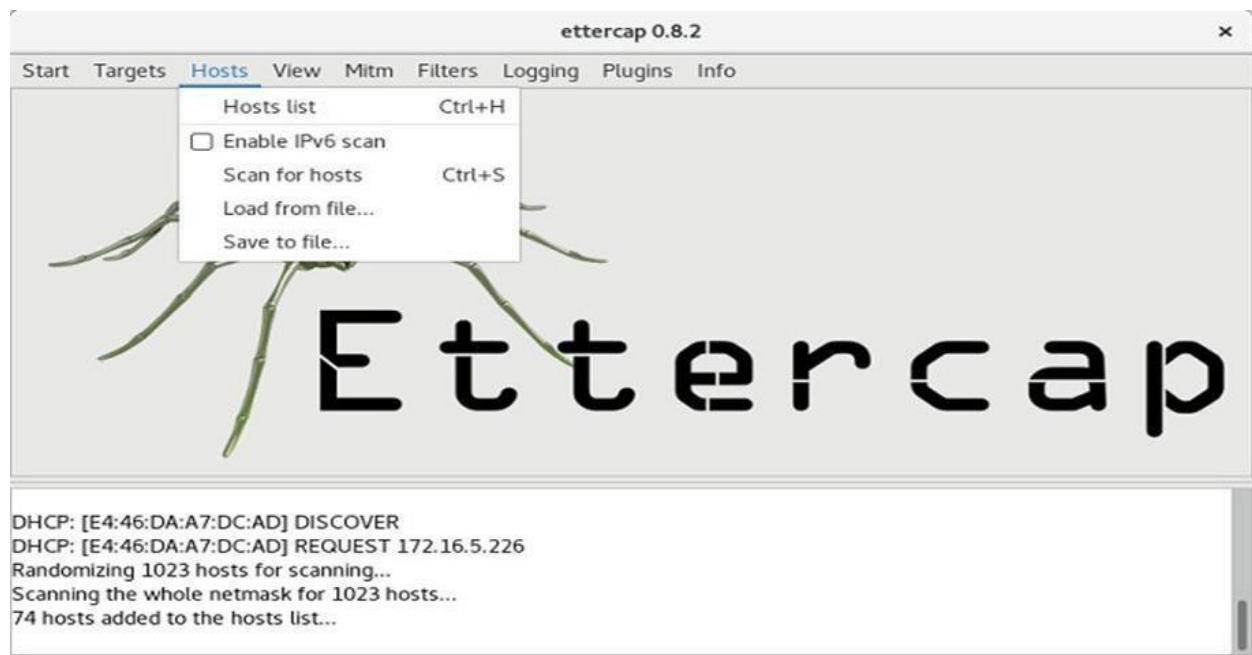 ettercap 0.8.2 ×
Start Targets Hosts View Mitm Filters Logging Plugins Info
Hosts list Ctrl+H
Enable IPv6 scan
Scan for hosts Ctrl+S
Load from file...
Save to file...
Ettercap
DHCP: [E4:46:DA:A7:DC:AD] DISCOVER
DHCP: [E4:46:DA:A7:DC:AD] REQUEST 172.16.5.226
Randomizing 1023 hosts for scanning...
Scanning the whole netmask for 1023 hosts...
74 hosts added to the hosts list...